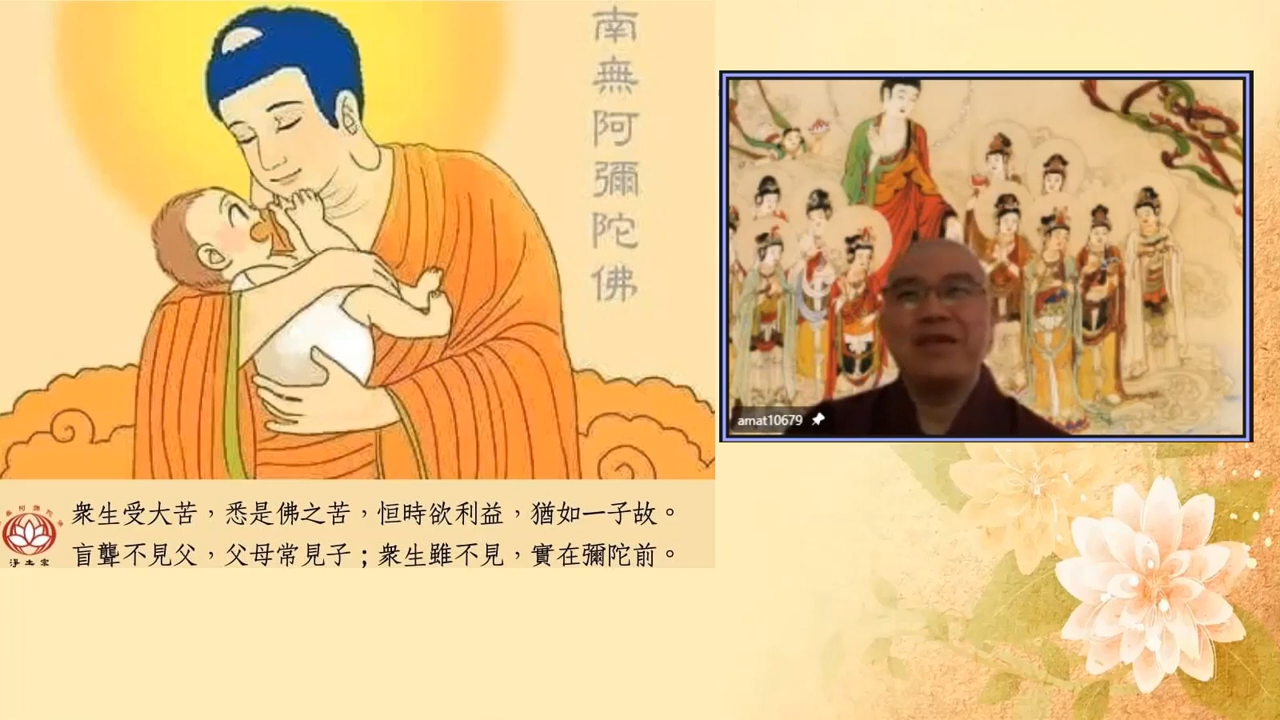 南無阿彌陀佛
amat10679
眾生受大苦，悉是佛之苦，恒時欲利益，猶如一子故。
盲聾不見父，父母常見子；眾生雖不見，實在彌陀前。
淨土宗